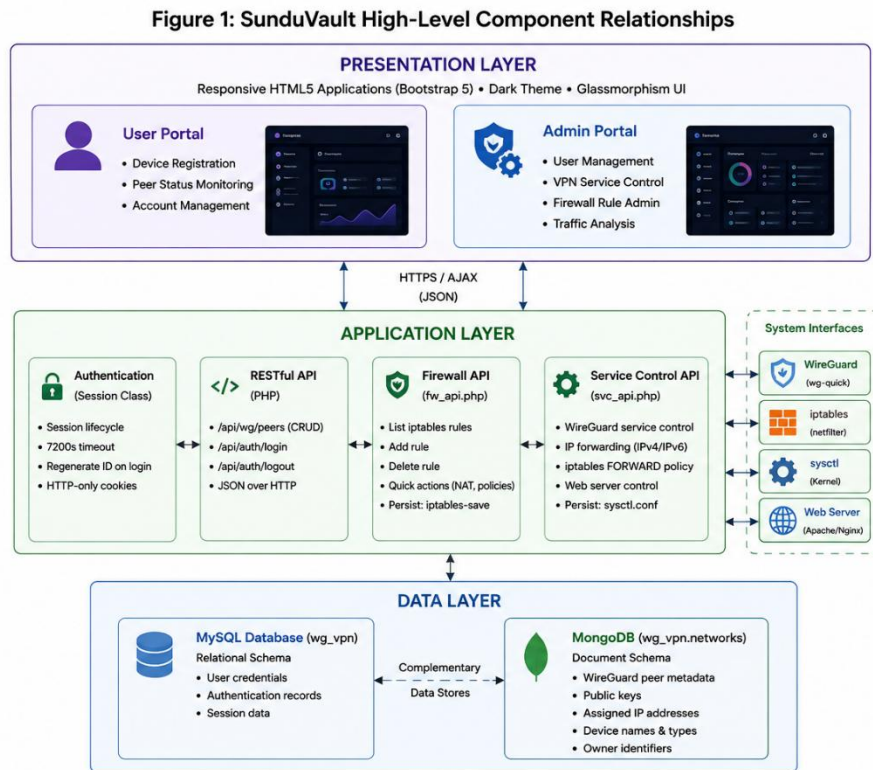 Figure 1: SunduVault High-Level Component Relationships
PRESENTATION LAYER
Responsive HTML5 Applications (Bootstrap 5) • Dark Theme • Glassmorphism UI
User Portal
• Device Registration
• Peer Status Monitoring
• Account Management
Admin Portal
• User Management
• VPN Service Control
• Firewall Rule Admin
• Traffic Analysis
HTTPS / AJAX
(JSON)
APPLICATION LAYER
Authentication
(Session Class)
• Session lifecycle
• 7200s timeout
• Regenerate ID on login
• HTTP-only cookies
</>
RESTful API
(PHP)
• /api/wg/peers (CRUD)
• /api/auth/login
• /api/auth/logout
• JSON over HTTP
Firewall API
(fw_api.php)
• List iptables rules
• Add rule
• Delete rule
• Quick actions (NAT, policies)
• Persist: iptables-save
Service Control API
(svc_api.php)
• WireGuard service control
• IP forwarding (IPv4/IPv6)
• iptables FORWARD policy
• Web server control
• Persist: sysctl.conf
System Interfaces
WireGuard
(wg-quick)
iptables
(netfilter)
sysctl
(Kernel)
Web Server
(Apache/Nginx)
DATA LAYER
MySQL Database (wg_vpn)
Relational Schema
• User credentials
• Authentication records
• Session data
Complementary
Data Stores
MongoDB (wg_vpn.networks)
Document Schema
• WireGuard peer metadata
• Public keys
• Assigned IP addresses
• Device names & types
• Owner identifiers